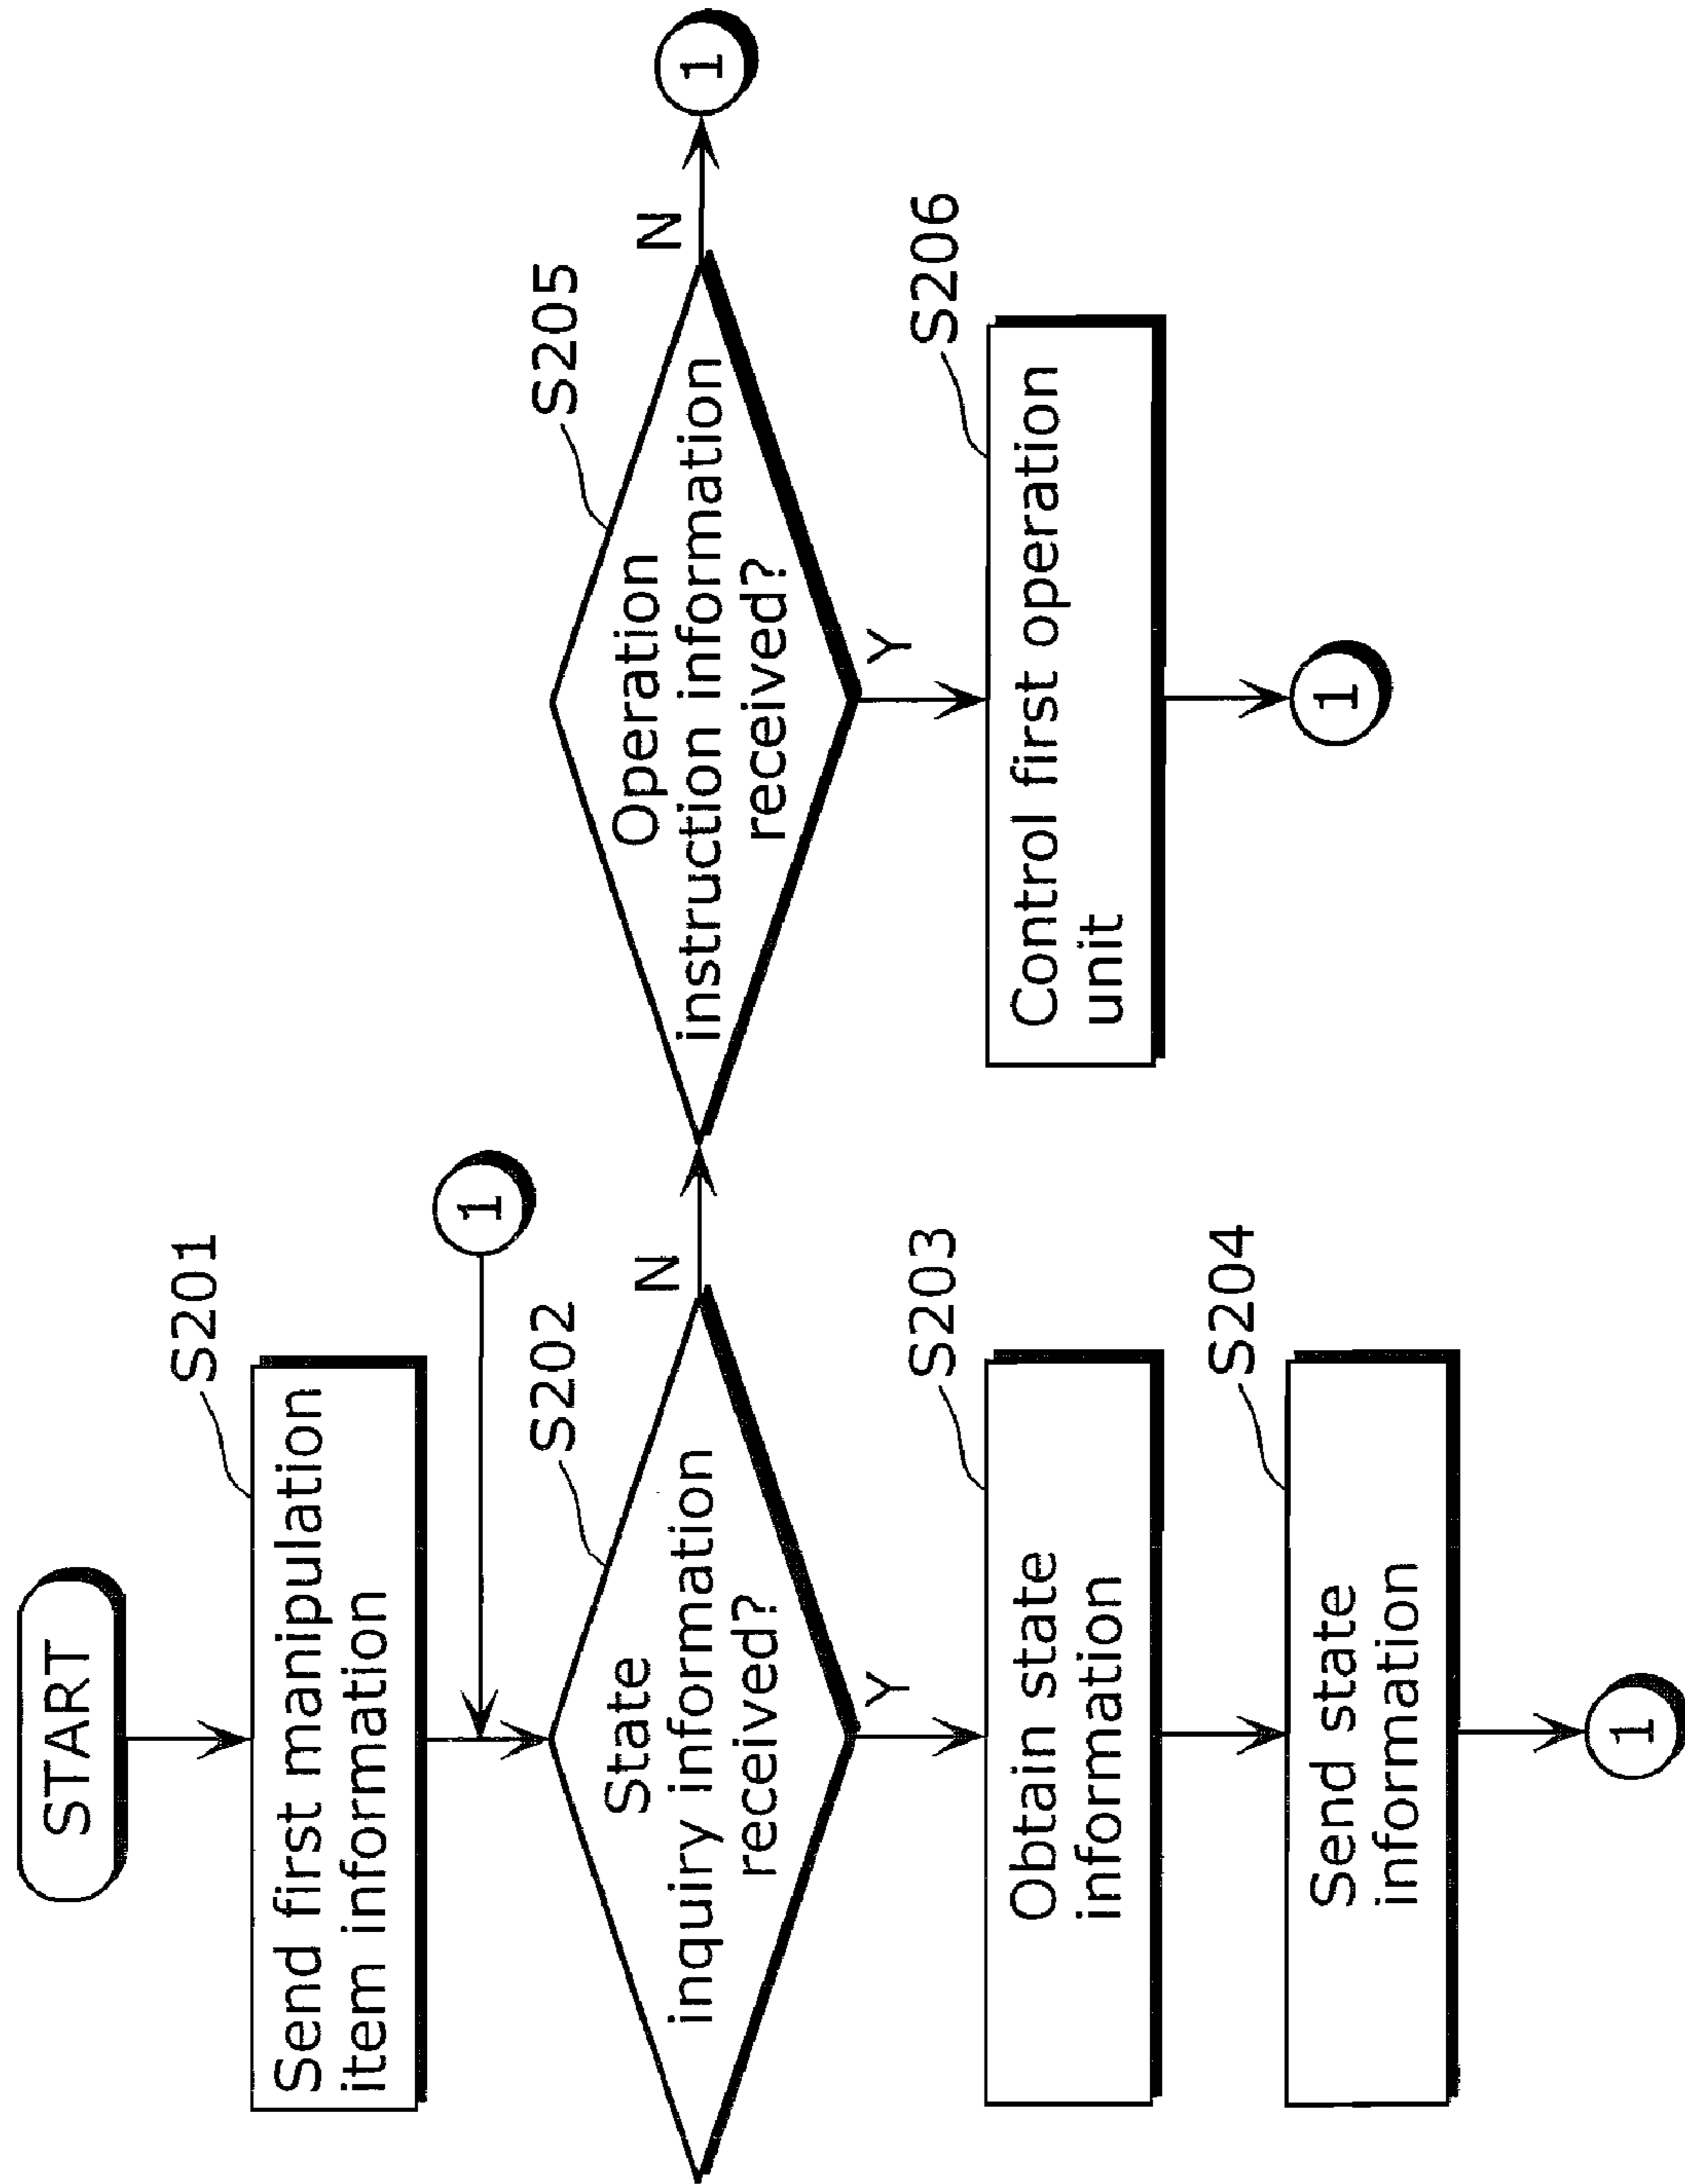 START
S201
Send first manipulation
item information
1
S202
State
inquiry information
received?
N
Y
S205
Operation
instruction information
received?
N
1
Y
S203
Obtain state
information
S206
Control first operation
unit
S204
Send state
information
1
1